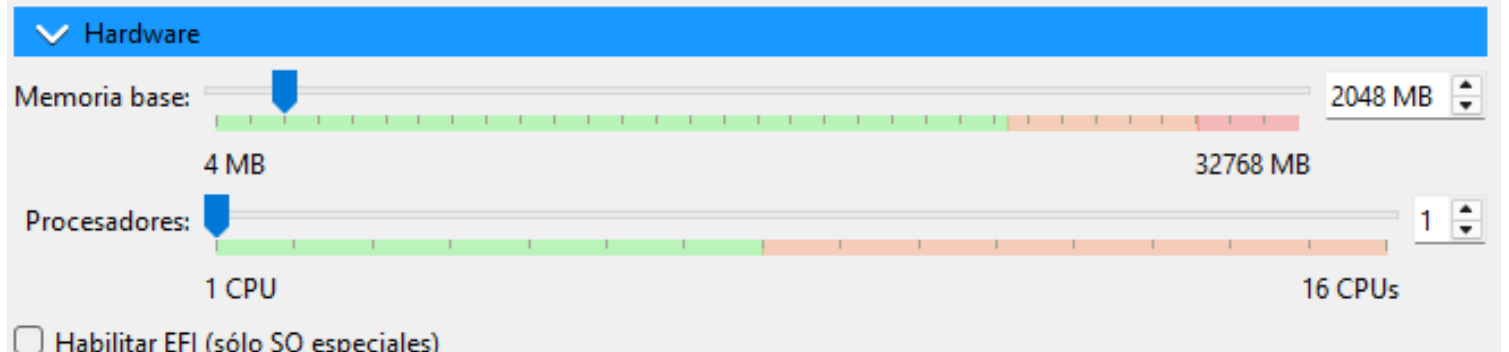 Hardware
Memoria base: 2048 MB
4 MB 32768 MB
Procesadores: 1
1 CPU 16 CPUs
Habilitar EFI (sólo SO especiales)